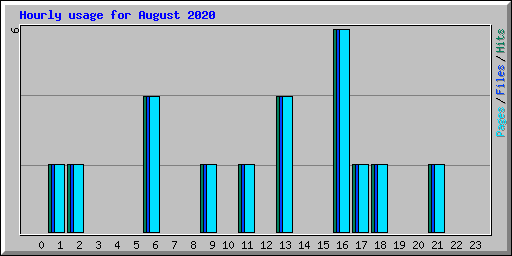 Hourly usage for August 2020
6
Pages/Files/Hits
0 1 2 3 4 5 6 7 8 9 10 11 12 13 14 15 16 17 18 19 20 21 22 23